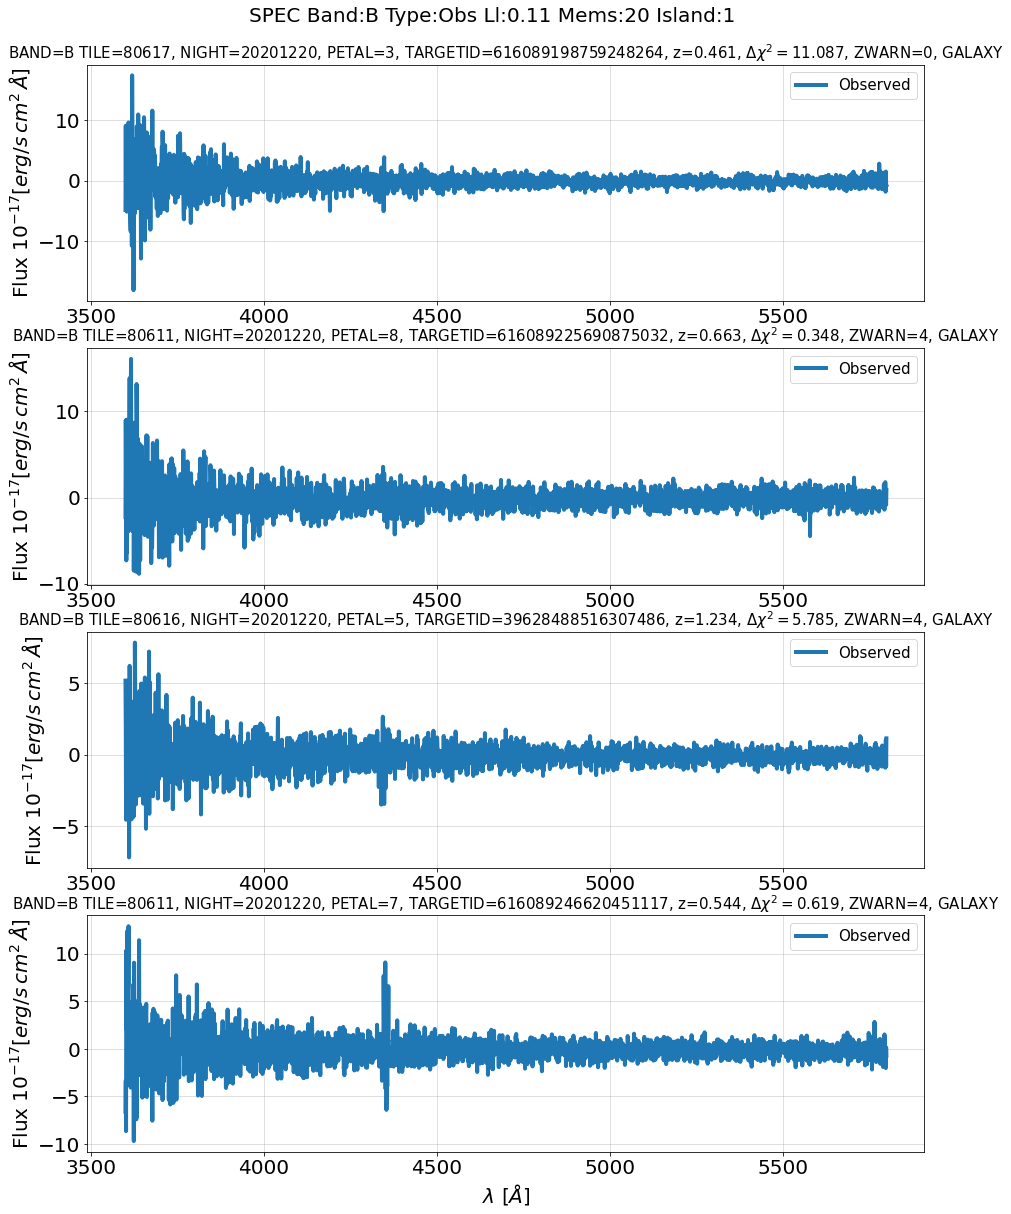 SPEC Band:B Type:Obs Ll:0.11 Mems:20 Island:1
BAND=B TILE=80617, NIGHT=20201220, PETAL=3, TARGETID=616089198759248264, z=0.461, Δχ² = 11.087, ZWARN=0, GALAXY
Observed
Flux 10⁻¹⁷[erg/s cm² Å]
10
0
−10
3500 4000 4500 5000 5500
BAND=B TILE=80611, NIGHT=20201220, PETAL=8, TARGETID=616089225690875032, z=0.663, Δχ² = 0.348, ZWARN=4, GALAXY
Observed
Flux 10⁻¹⁷[erg/s cm² Å]
10
0
−10
3500 4000 4500 5000 5500
BAND=B TILE=80616, NIGHT=20201220, PETAL=5, TARGETID=39628488516307486, z=1.234, Δχ² = 5.785, ZWARN=4, GALAXY
Observed
Flux 10⁻¹⁷[erg/s cm² Å]
5
0
−5
3500 4000 4500 5000 5500
BAND=B TILE=80611, NIGHT=20201220, PETAL=7, TARGETID=616089246620451117, z=0.544, Δχ² = 0.619, ZWARN=4, GALAXY
Observed
Flux 10⁻¹⁷[erg/s cm² Å]
10
5
0
−5
−10
3500 4000 4500 5000 5500
λ [Å]